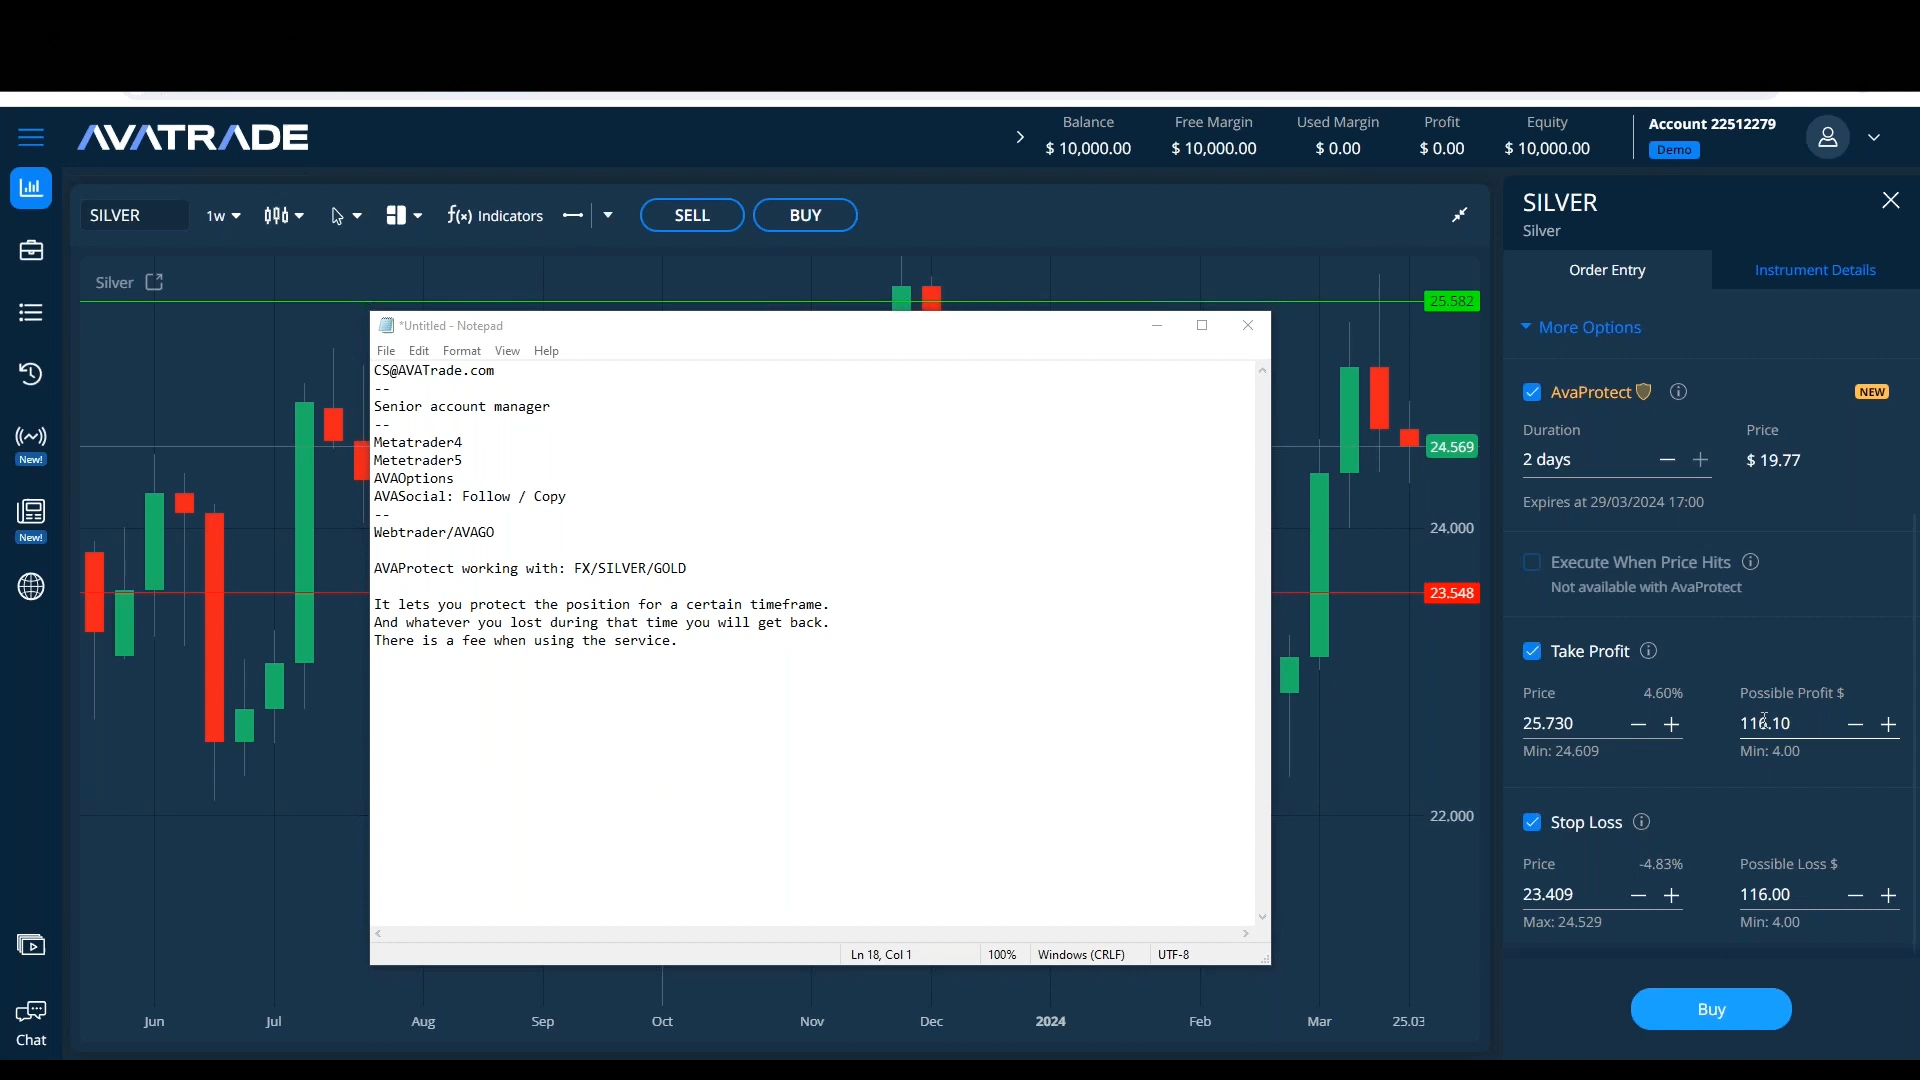 AVATRADE
Balance
$ 10,000.00
Free Margin
$ 10,000.00
Used Margin
$ 0.00
Profit
$ 0.00
Equity
$ 10,000.00
Account 22512279
Demo
SILVER
1w
f(x) Indicators
SELL
BUY
New!
New!
Chat
Silver
25.582
24.569
24.000
23.548
22.000
Jun
Jul
Aug
Sep
Oct
Nov
Dec
2024
Feb
Mar
25.03
*Untitled - Notepad
File Edit Format View Help
CS@AVATrade.com
--
Senior account manager
--
Metatrader4
Metetrader5
AVAOptions
AVASocial: Follow / Copy
--
Webtrader/AVAGO
AVAProtect working with: FX/SILVER/GOLD
It lets you protect the position for a certain timeframe.
And whatever you lost during that time you will get back.
There is a fee when using the service.
Ln 18, Col 1
100%
Windows (CRLF)
UTF-8
SILVER
Silver
Order Entry
Instrument Details
More Options
AvaProtect
NEW
Duration
Price
2 days
$ 19.77
Expires at 29/03/2024 17:00
Execute When Price Hits
Not available with AvaProtect
Take Profit
Price 4.60%
Possible Profit $
25.730
116.10
Min: 24.609
Min: 4.00
Stop Loss
Price -4.83%
Possible Loss $
23.409
116.00
Max: 24.529
Min: 4.00
Buy